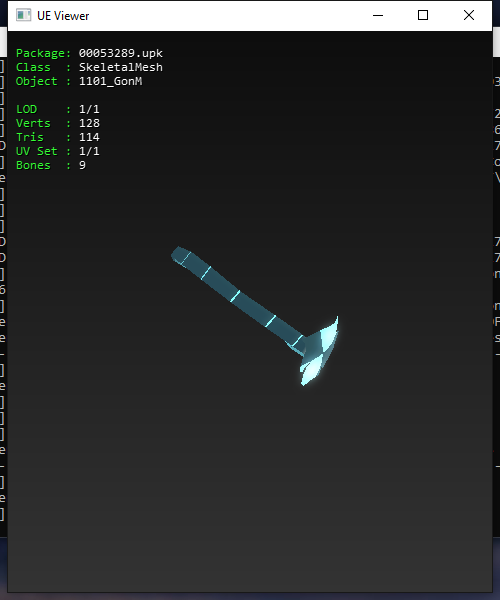 UE Viewer
Package: 00053289.upk
Class : SkeletalMesh
Object : 1101_GonM
LOD : 1/1
Verts : 128
Tris : 114
UV Set : 1/1
Bones : 9